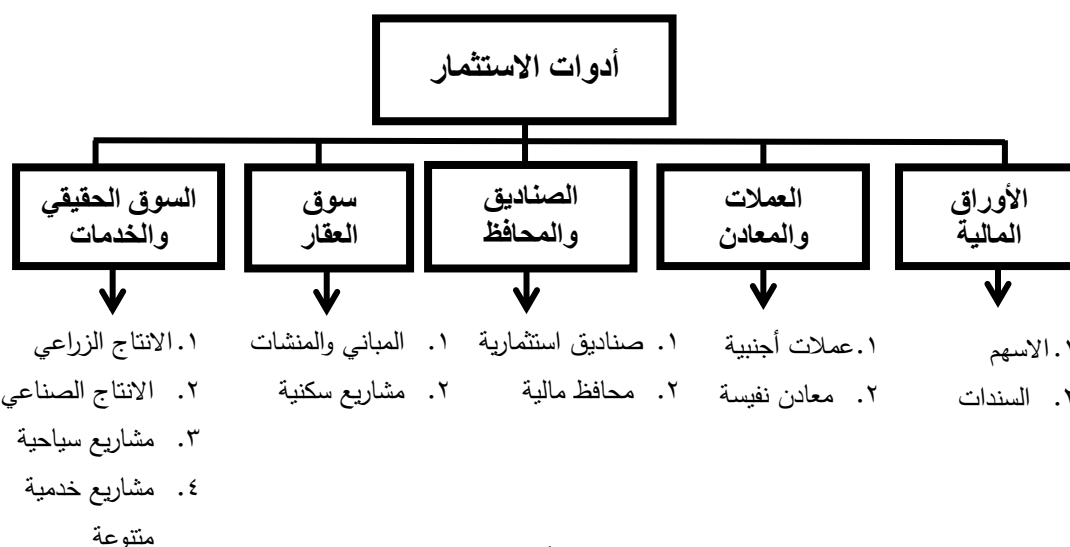 أدوات الاستثمار
الأوراق
المالية
١. الاسهم
٢. السندات
العملات
والمعادن
١. عملات أجنبية
٢. معادن نفيسة
الصناديق
والمحافظ
١. صناديق استثمارية
٢. محافظ مالية
سوق
العقار
١. المباني والمنشات
٢. مشاريع سكنية
السوق الحقيقي
والخدمات
١. الانتاج الزراعي
٢. الانتاج الصناعي
٣. مشاريع سياحية
٤. مشاريع خدمية
متنوعة